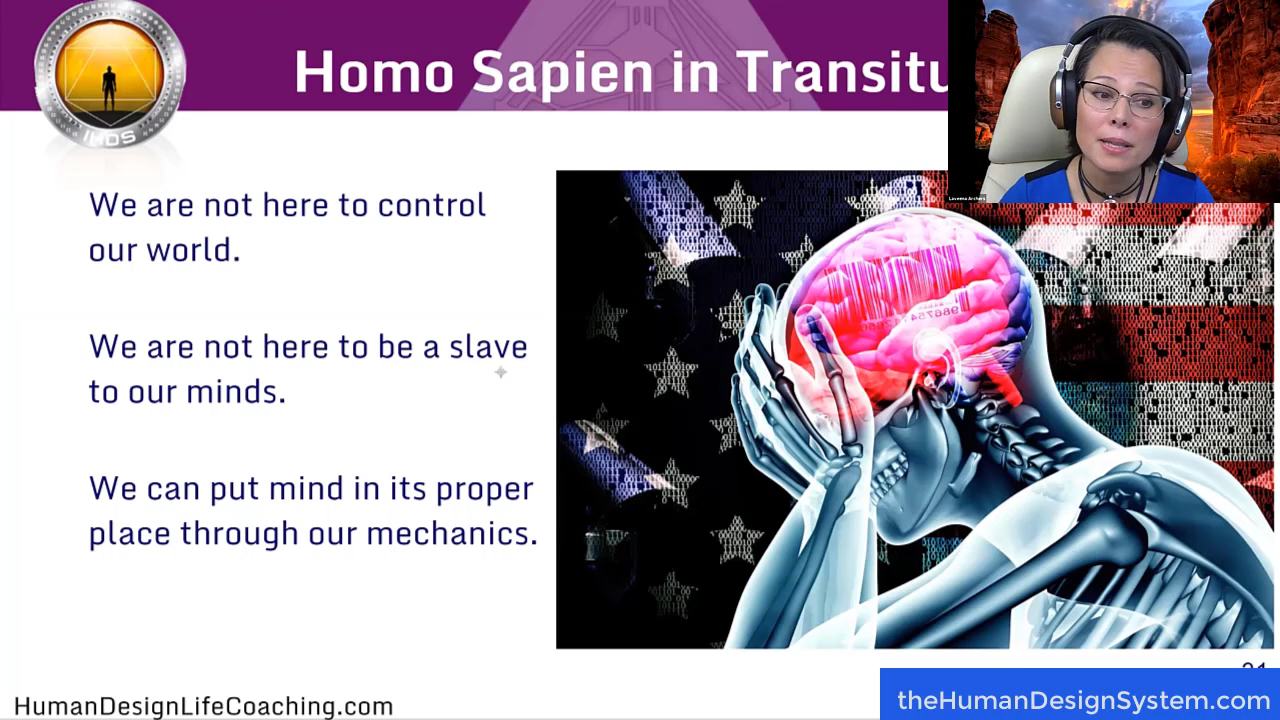 IHDS
Homo Sapien in Transitu
Laveena Archers
We are not here to control
our world.
We are not here to be a slave
to our minds.
We can put mind in its proper
place through our mechanics.
HumanDesignLifeCoaching.com
theHumanDesignSystem.com